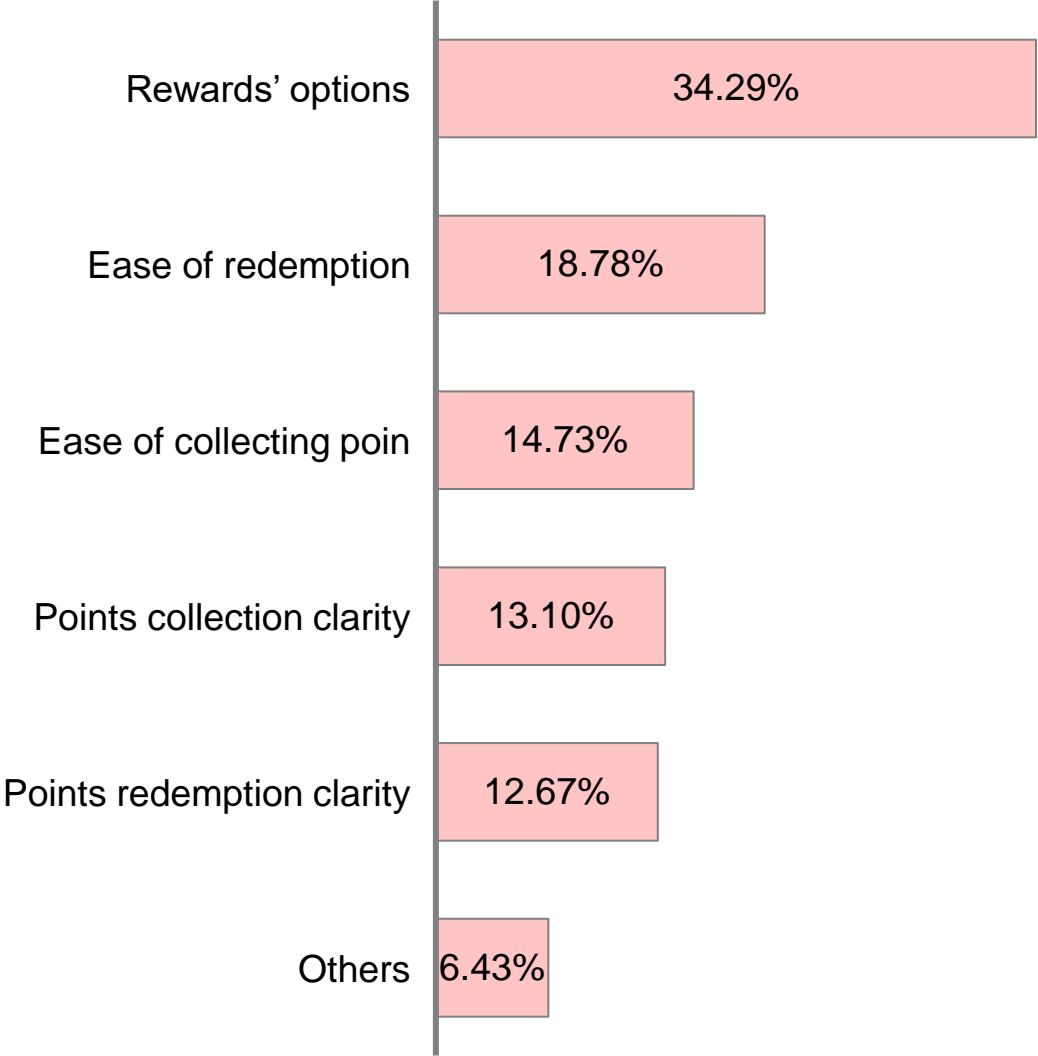 Rewards’ options 34.29%
Ease of redemption 18.78%
Ease of collecting poin 14.73%
Points collection clarity 13.10%
Points redemption clarity 12.67%
Others 6.43%